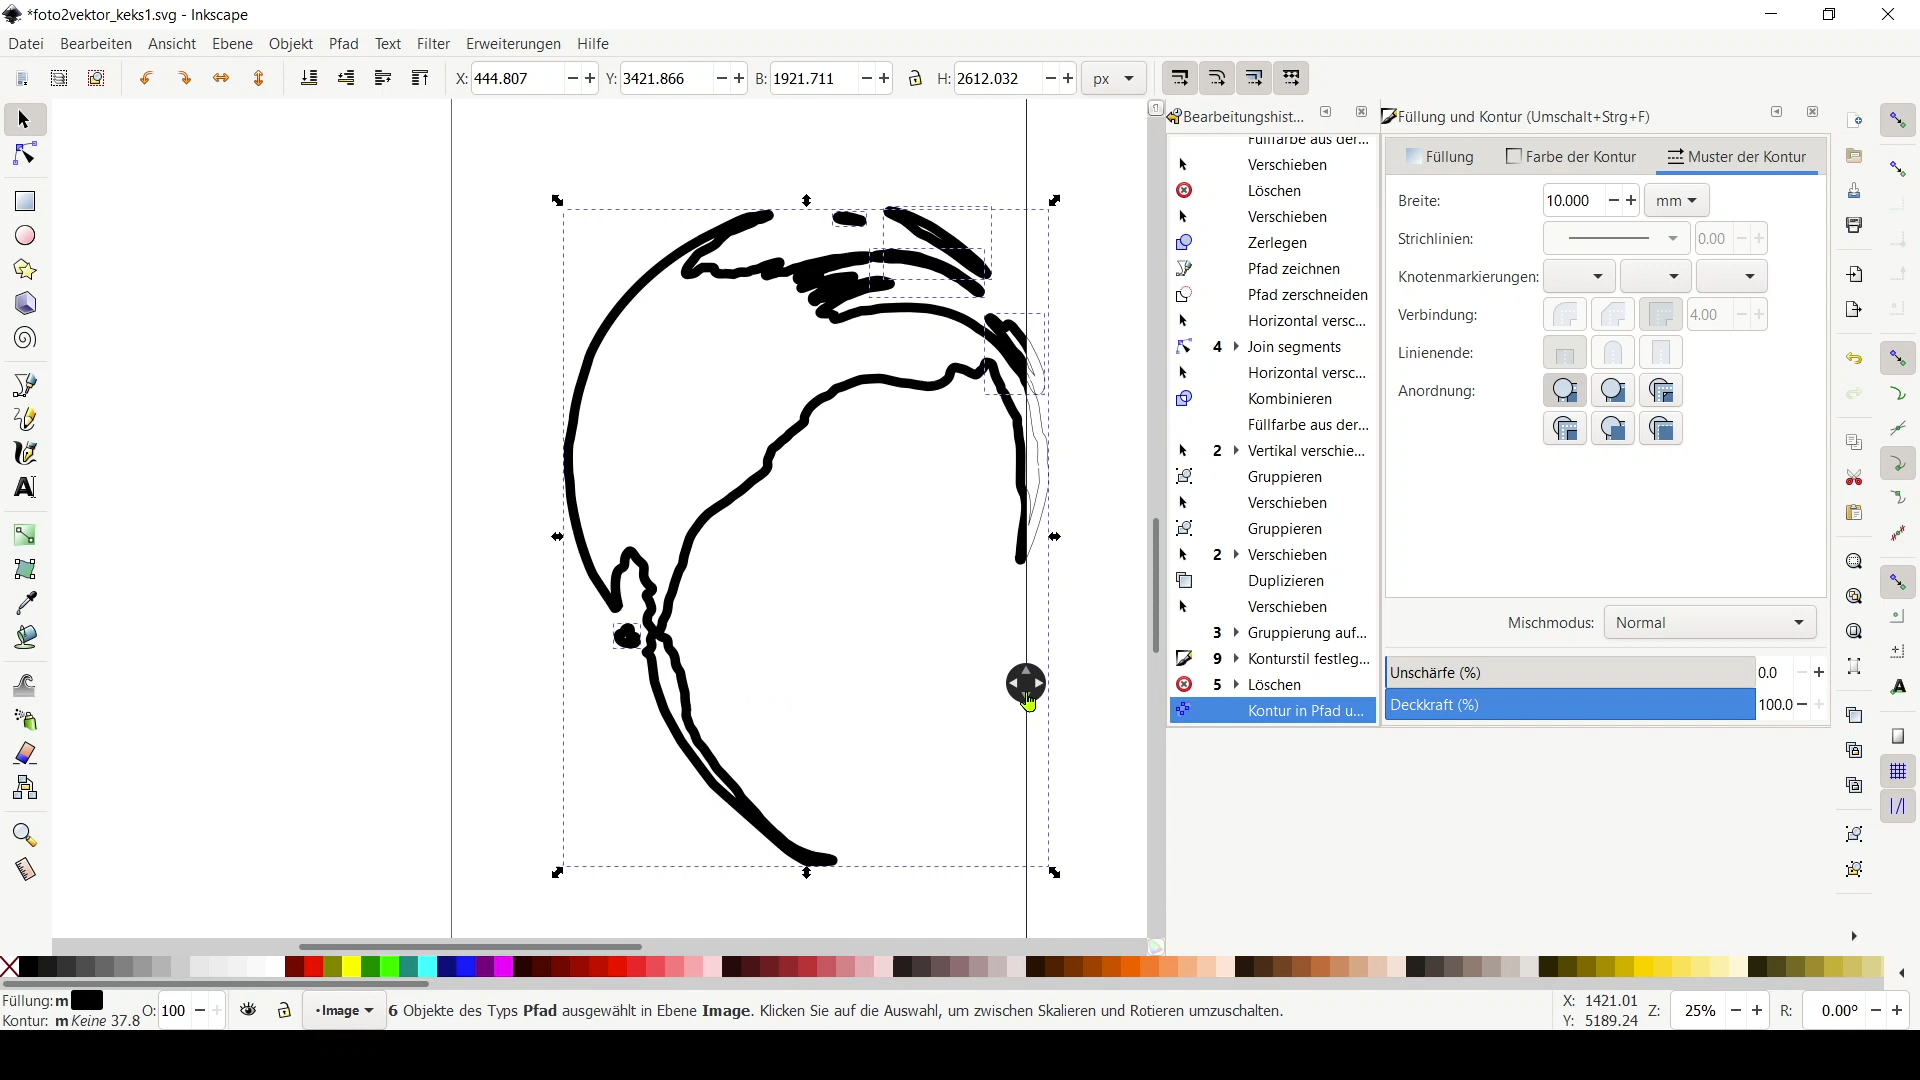 *foto2vektor_keks1.svg - Inkscape
Datei Bearbeiten Ansicht Ebene Objekt Pfad Text Filter Erweiterungen Hilfe
X: 444.807 Y: 3421.866 B: 1921.711 H: 2612.032 px
Bearbeitungshist...
Füllfarbe aus der...
Verschieben
Löschen
Verschieben
Zerlegen
Pfad zeichnen
Pfad zerschneiden
Horizontal versc...
4 Join segments
Horizontal versc...
Kombinieren
Füllfarbe aus der...
2 Vertikal verschie...
Gruppieren
Verschieben
Gruppieren
2 Verschieben
Duplizieren
Verschieben
3 Gruppierung auf...
9 Konturstil festleg...
5 Löschen
Kontur in Pfad u...
Füllung und Kontur (Umschalt+Strg+F)
Füllung Farbe der Kontur Muster der Kontur
Breite: 10.000 mm
Strichlinien: 0.00
Knotenmarkierungen:
Verbindung: 4.00
Linienende:
Anordnung:
Mischmodus: Normal
Unschärfe (%) 0.0
Deckkraft (%) 100.0
Füllung: m
Kontur: m Keine 37.8
O: 100
•Image
6 Objekte des Typs Pfad ausgewählt in Ebene Image. Klicken Sie auf die Auswahl, um zwischen Skalieren und Rotieren umzuschalten.
X: 1421.01
Y: 5189.24
Z: 25%
R: 0.00°